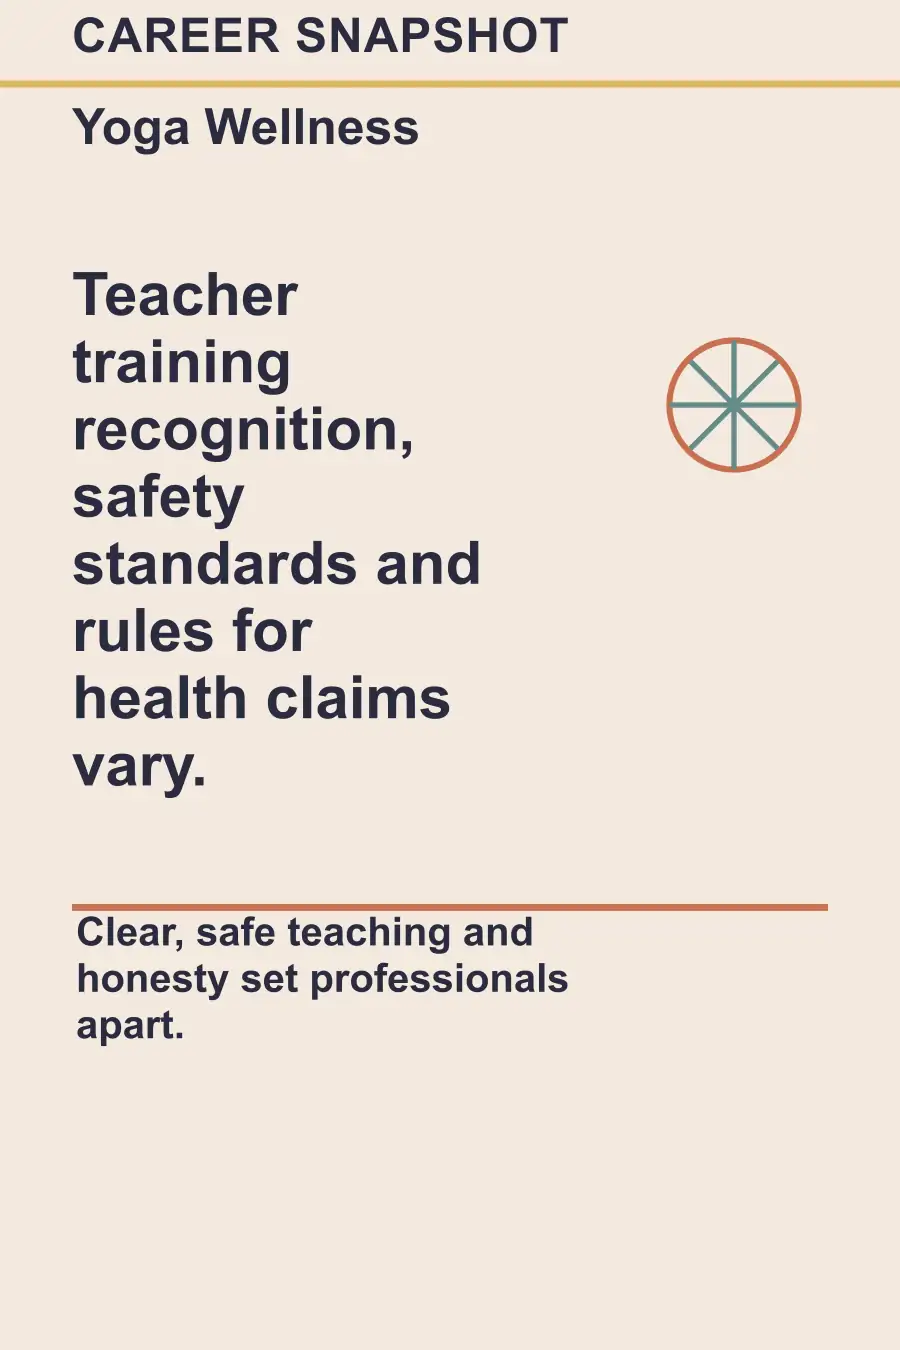 CAREER SNAPSHOT
Yoga Wellness
Teacher
training
recognition,
safety
standards and
rules for
health claims
vary.
Clear, safe teaching and
honesty set professionals
apart.